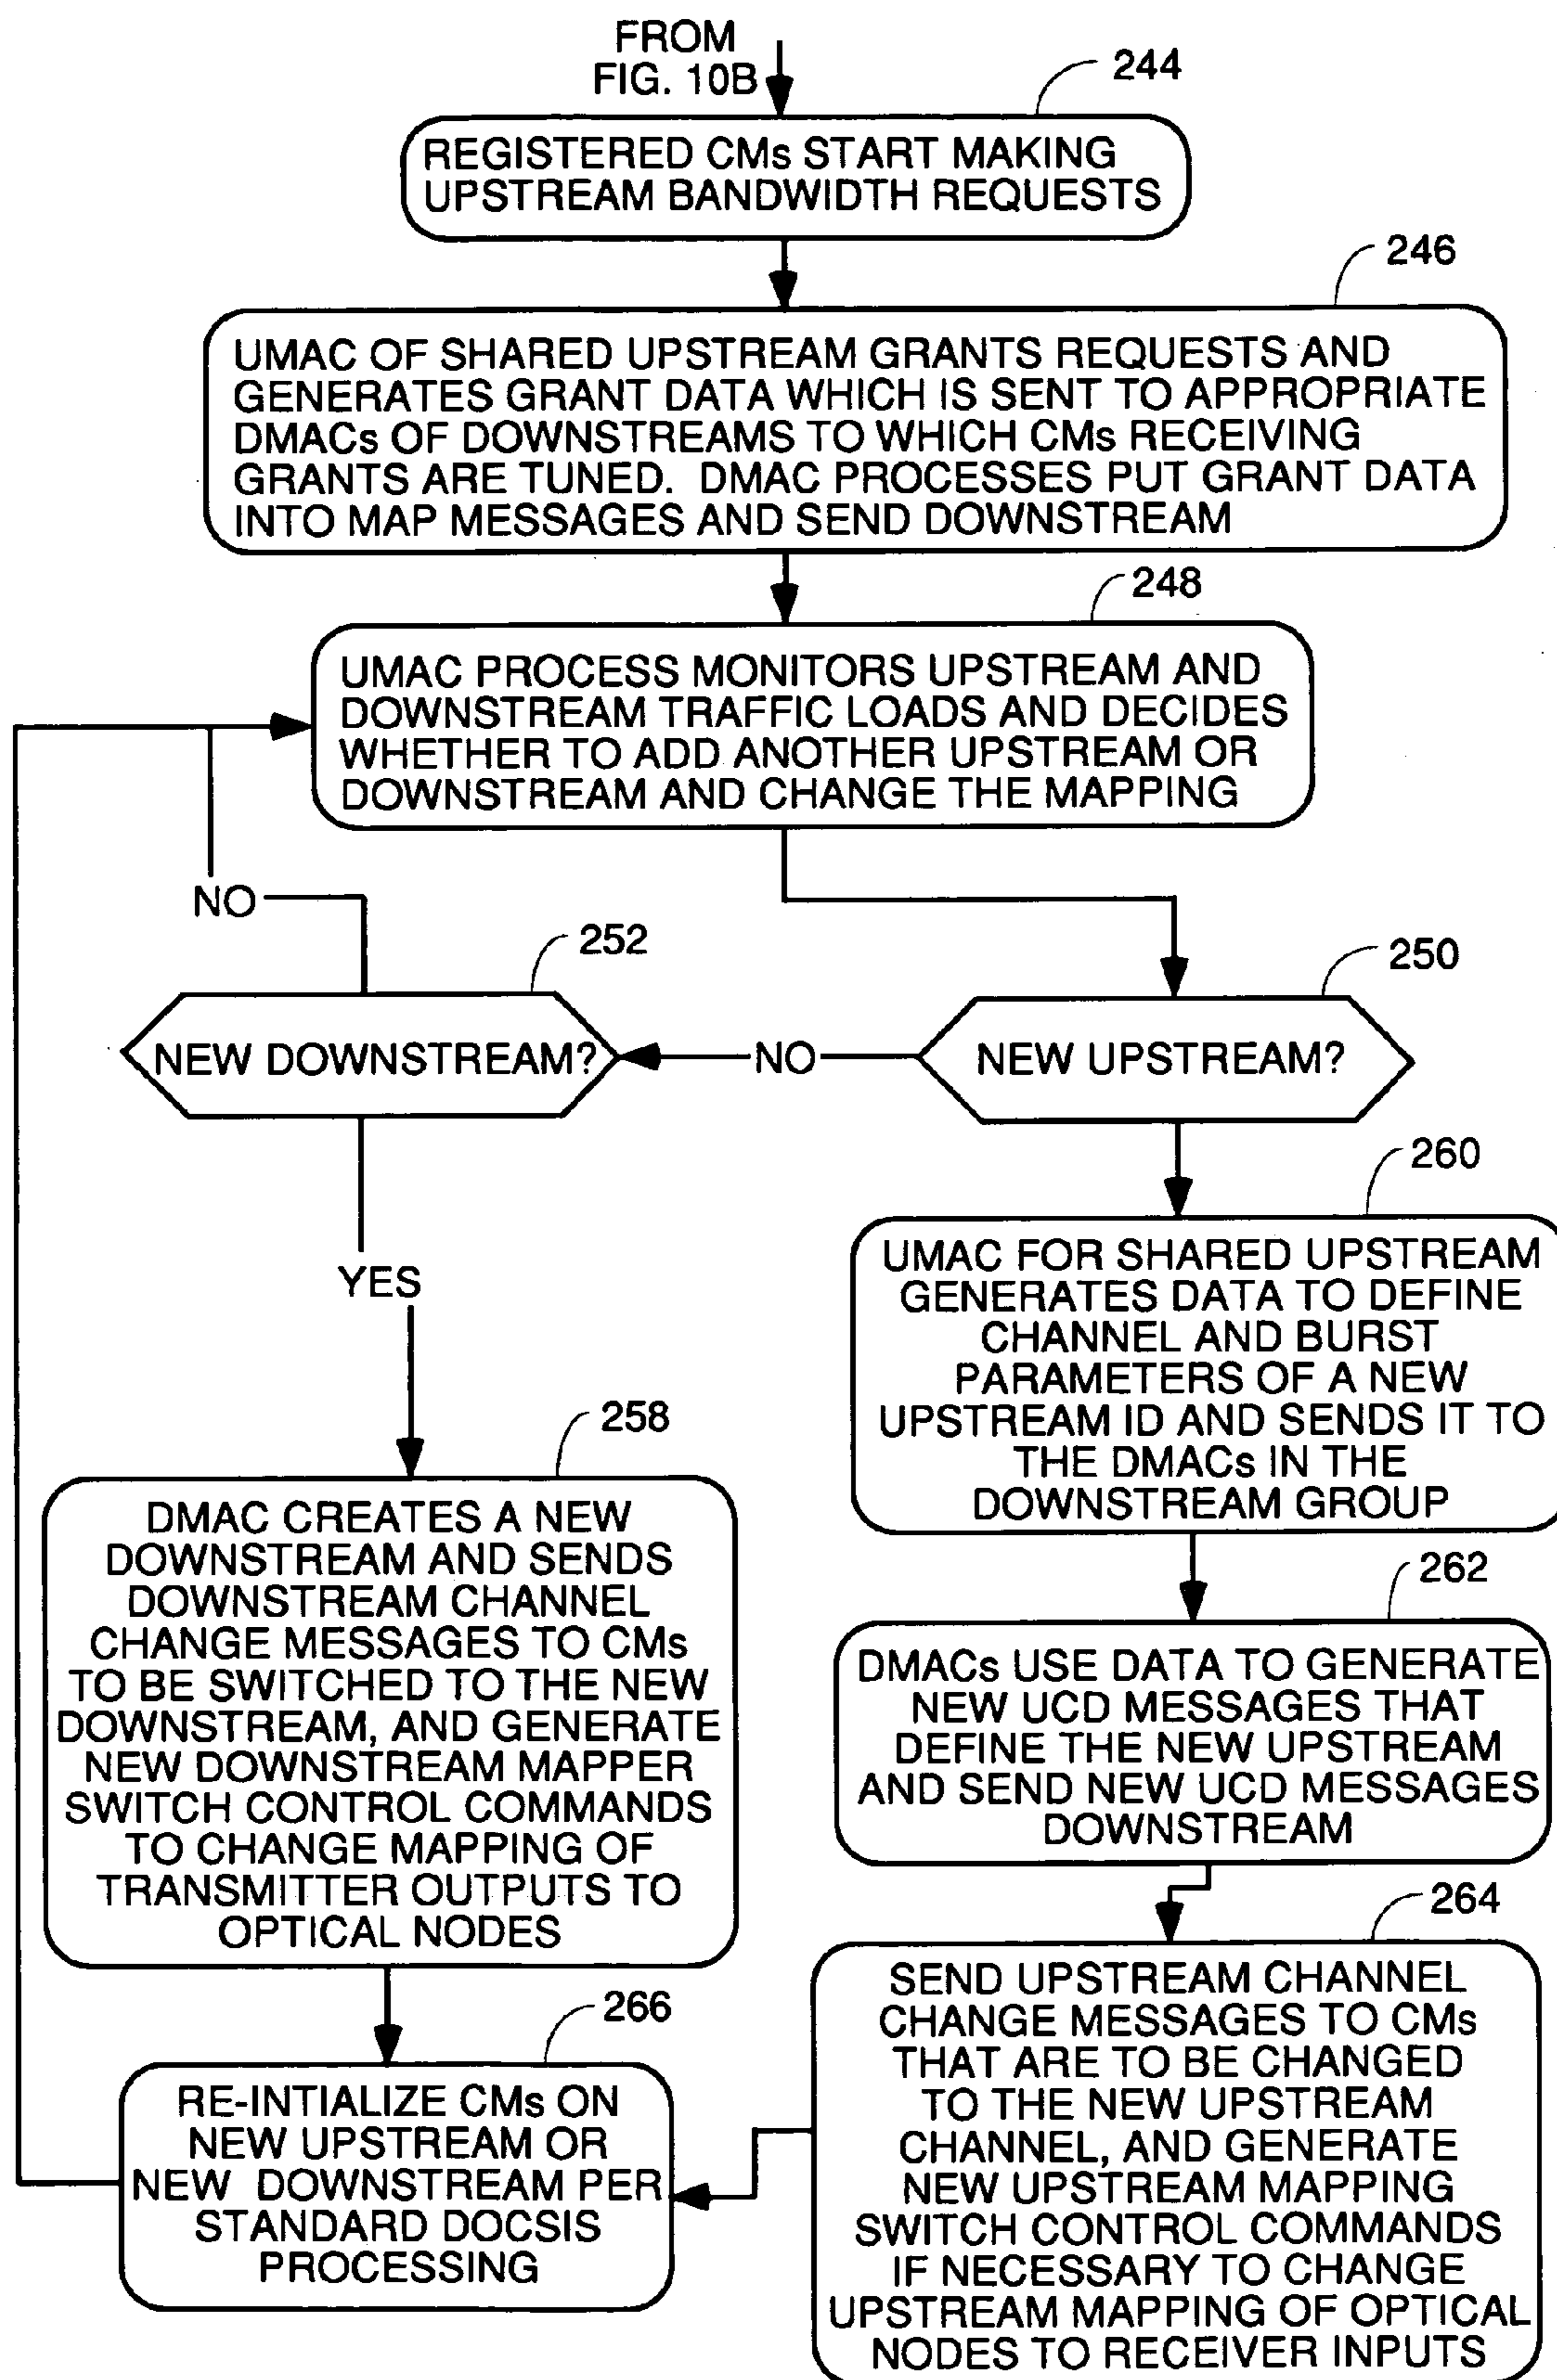 FROM
FIG. 10B
244
REGISTERED CMs START MAKING
UPSTREAM BANDWIDTH REQUESTS
246
UMAC OF SHARED UPSTREAM GRANTS REQUESTS AND
GENERATES GRANT DATA WHICH IS SENT TO APPROPRIATE
DMACs OF DOWNSTREAMS TO WHICH CMs RECEIVING
GRANTS ARE TUNED. DMAC PROCESSES PUT GRANT DATA
INTO MAP MESSAGES AND SEND DOWNSTREAM
248
UMAC PROCESS MONITORS UPSTREAM AND
DOWNSTREAM TRAFFIC LOADS AND DECIDES
WHETHER TO ADD ANOTHER UPSTREAM OR
DOWNSTREAM AND CHANGE THE MAPPING
NO
252
250
NEW DOWNSTREAM?
NO
NEW UPSTREAM?
YES
260
UMAC FOR SHARED UPSTREAM
GENERATES DATA TO DEFINE
CHANNEL AND BURST
PARAMETERS OF A NEW
UPSTREAM ID AND SENDS IT TO
THE DMACs IN THE
DOWNSTREAM GROUP
258
DMAC CREATES A NEW
DOWNSTREAM AND SENDS
DOWNSTREAM CHANNEL
CHANGE MESSAGES TO CMs
TO BE SWITCHED TO THE NEW
DOWNSTREAM, AND GENERATE
NEW DOWNSTREAM MAPPER
SWITCH CONTROL COMMANDS
TO CHANGE MAPPING OF
TRANSMITTER OUTPUTS TO
OPTICAL NODES
262
DMACs USE DATA TO GENERATE
NEW UCD MESSAGES THAT
DEFINE THE NEW UPSTREAM
AND SEND NEW UCD MESSAGES
DOWNSTREAM
264
SEND UPSTREAM CHANNEL
CHANGE MESSAGES TO CMs
THAT ARE TO BE CHANGED
TO THE NEW UPSTREAM
CHANNEL, AND GENERATE
NEW UPSTREAM MAPPING
SWITCH CONTROL COMMANDS
IF NECESSARY TO CHANGE
UPSTREAM MAPPING OF OPTICAL
NODES TO RECEIVER INPUTS
266
RE-INTIALIZE CMs ON
NEW UPSTREAM OR
NEW DOWNSTREAM PER
STANDARD DOCSIS
PROCESSING